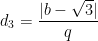 d_3 = \frac{|b - \sqrt{3}|}{q}